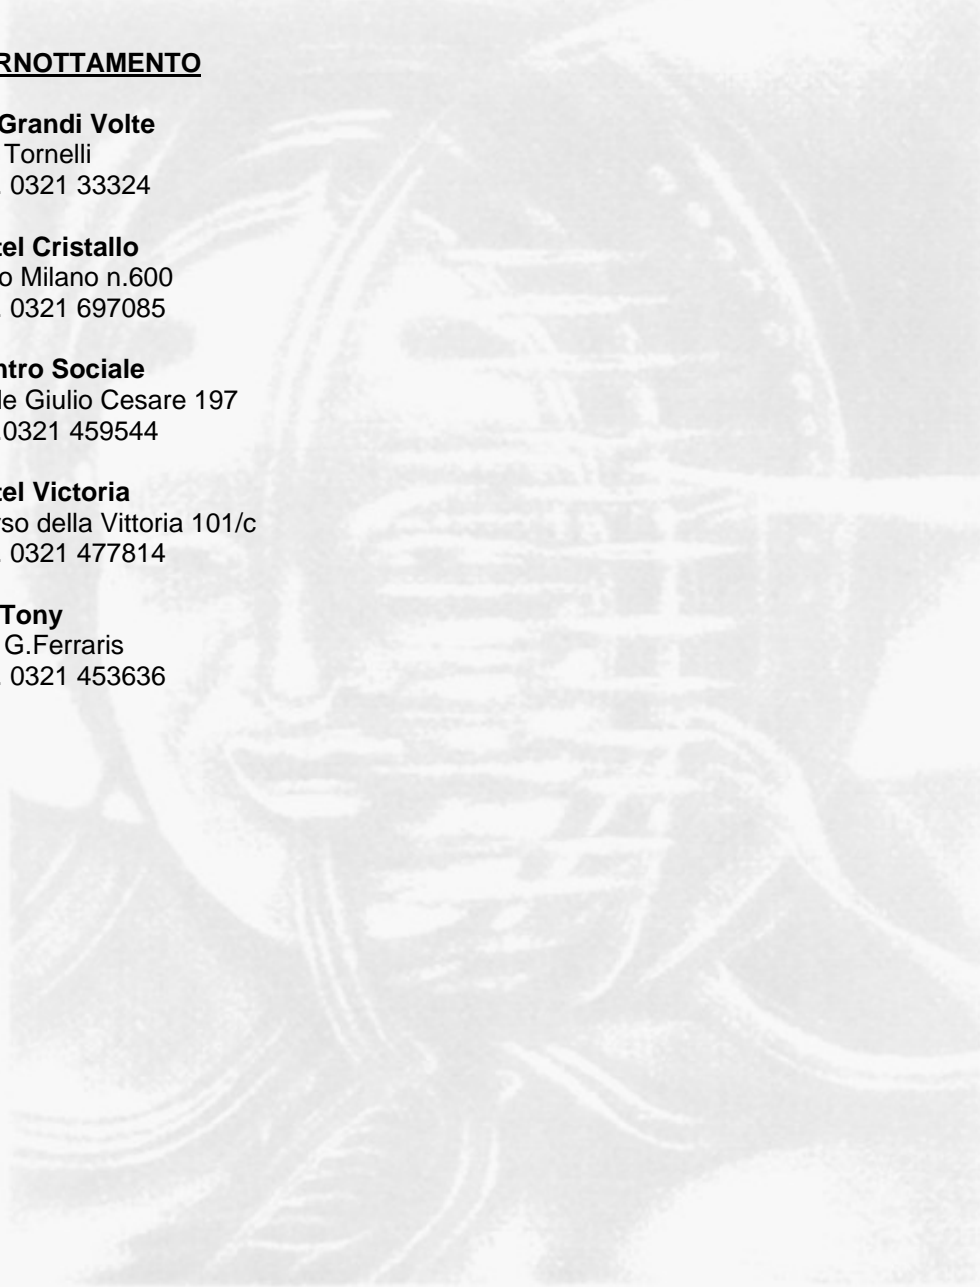 RNOTTAMENTO
Grandi Volte
Tornelli
. 0321 33324
tel Cristallo
o Milano n.600
. 0321 697085
ntro Sociale
le Giulio Cesare 197
.0321 459544
tel Victoria
rso della Vittoria 101/c
. 0321 477814
Tony
G.Ferraris
. 0321 453636